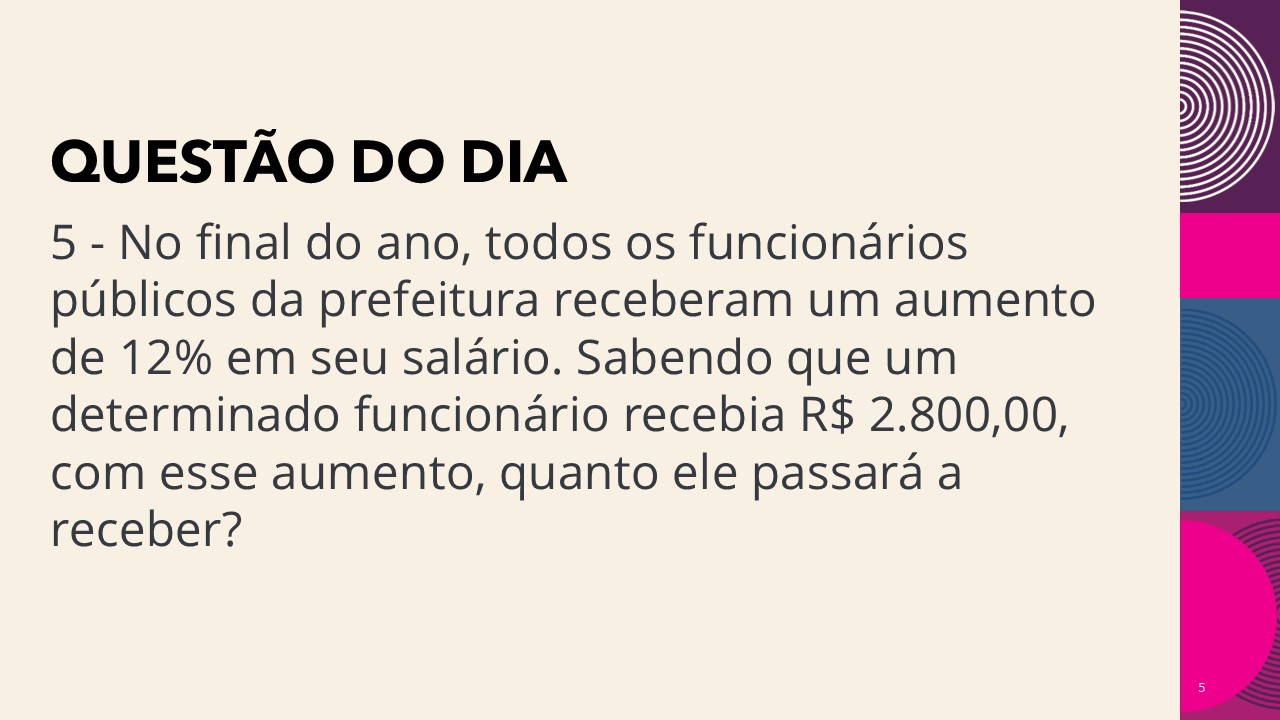 QUESTÃO DO DIA
5 - No final do ano, todos os funcionários
públicos da prefeitura receberam um aumento
de 12% em seu salário. Sabendo que um
determinado funcionário recebia R$ 2.800,00,
com esse aumento, quanto ele passará a
receber?
5